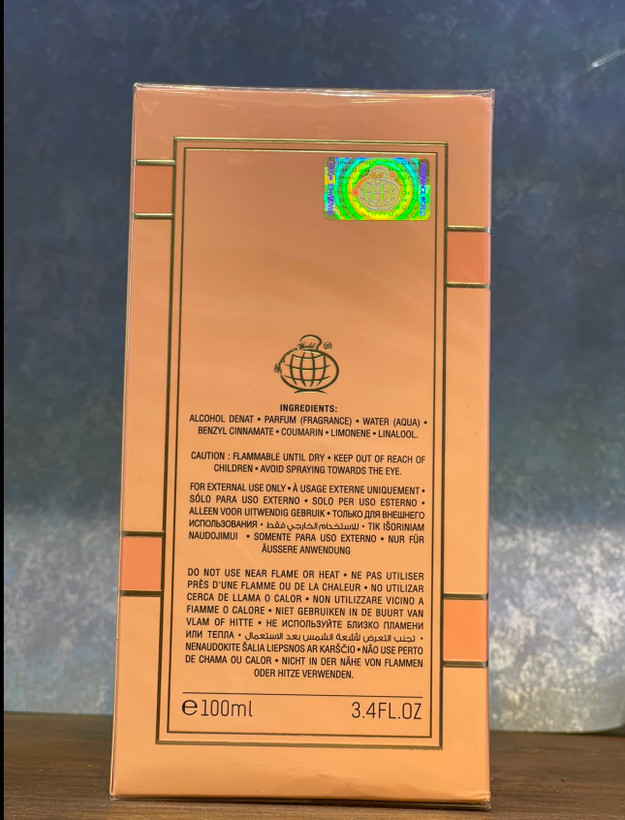 World
®
INGREDIENTS:
ALCOHOL DENAT • PARFUM (FRAGRANCE) • WATER (AQUA) •
BENZYL CINNAMATE • COUMARIN • LIMONENE • LINALOOL.
CAUTION : FLAMMABLE UNTIL DRY • KEEP OUT OF REACH OF
CHILDREN • AVOID SPRAYING TOWARDS THE EYE.
FOR EXTERNAL USE ONLY • À USAGE EXTERNE UNIQUEMENT •
SÓLO PARA USO EXTERNO • SOLO PER USO ESTERNO •
ALLEEN VOOR UITWENDIG GEBRUIK • ТОЛЬКО ДЛЯ ВНЕШНЕГО
ИСПОЛЬЗОВАНИЯ • للاستخدام الخارجي فقط • TIK IŠORINIAM
NAUDOJIMUI • SOMENTE PARA USO EXTERNO • NUR FÜR
ÄUSSERE ANWENDUNG
DO NOT USE NEAR FLAME OR HEAT • NE PAS UTILISER
PRÈS D'UNE FLAMME OU DE LA CHALEUR • NO UTILIZAR
CERCA DE LLAMA O CALOR • NON UTILIZZARE VICINO A
FIAMME O CALORE • NIET GEBRUIKEN IN DE BUURT VAN
VLAM OF HITTE • НЕ ИСПОЛЬЗУЙТЕ БЛИЗКО ПЛАМЕНИ
ИЛИ ТЕПЛА • تجنب التعرض لأشعة الشمس بعد الاستعمال •
NENAUDOKITE ŠALIA LIEPSNOS AR KARŠČIO • NÃO USE PERTO
DE CHAMA OU CALOR • NICHT IN DER NÄHE VON FLAMMEN
ODER HITZE VERWENDEN.
℮100ml 3.4FL.OZ